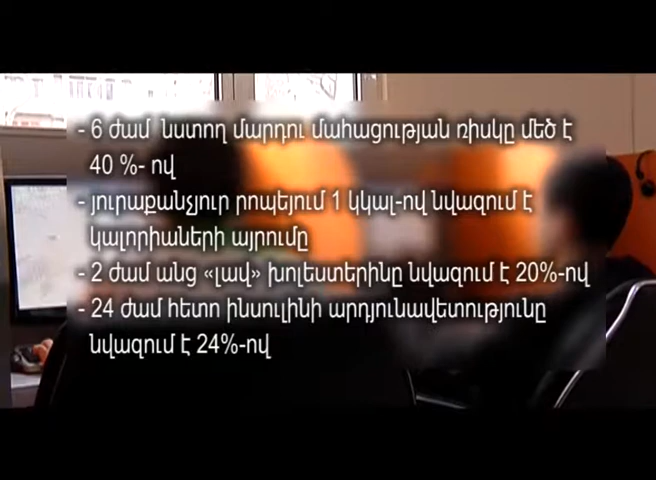 - 6 ժամ նստող մարդու մահացության ռիսկը մեծ է
40 %- ով
- յուրաքանչյուր րոպեյում 1 կկալ-ով նվազում է
կալորիաների այրումը
- 2 ժամ անց «լավ» խոլեստերինը նվազում է 20%-ով
- 24 ժամ հետո ինսուլինի արդյունավետությունը
նվազում է 24%-ով